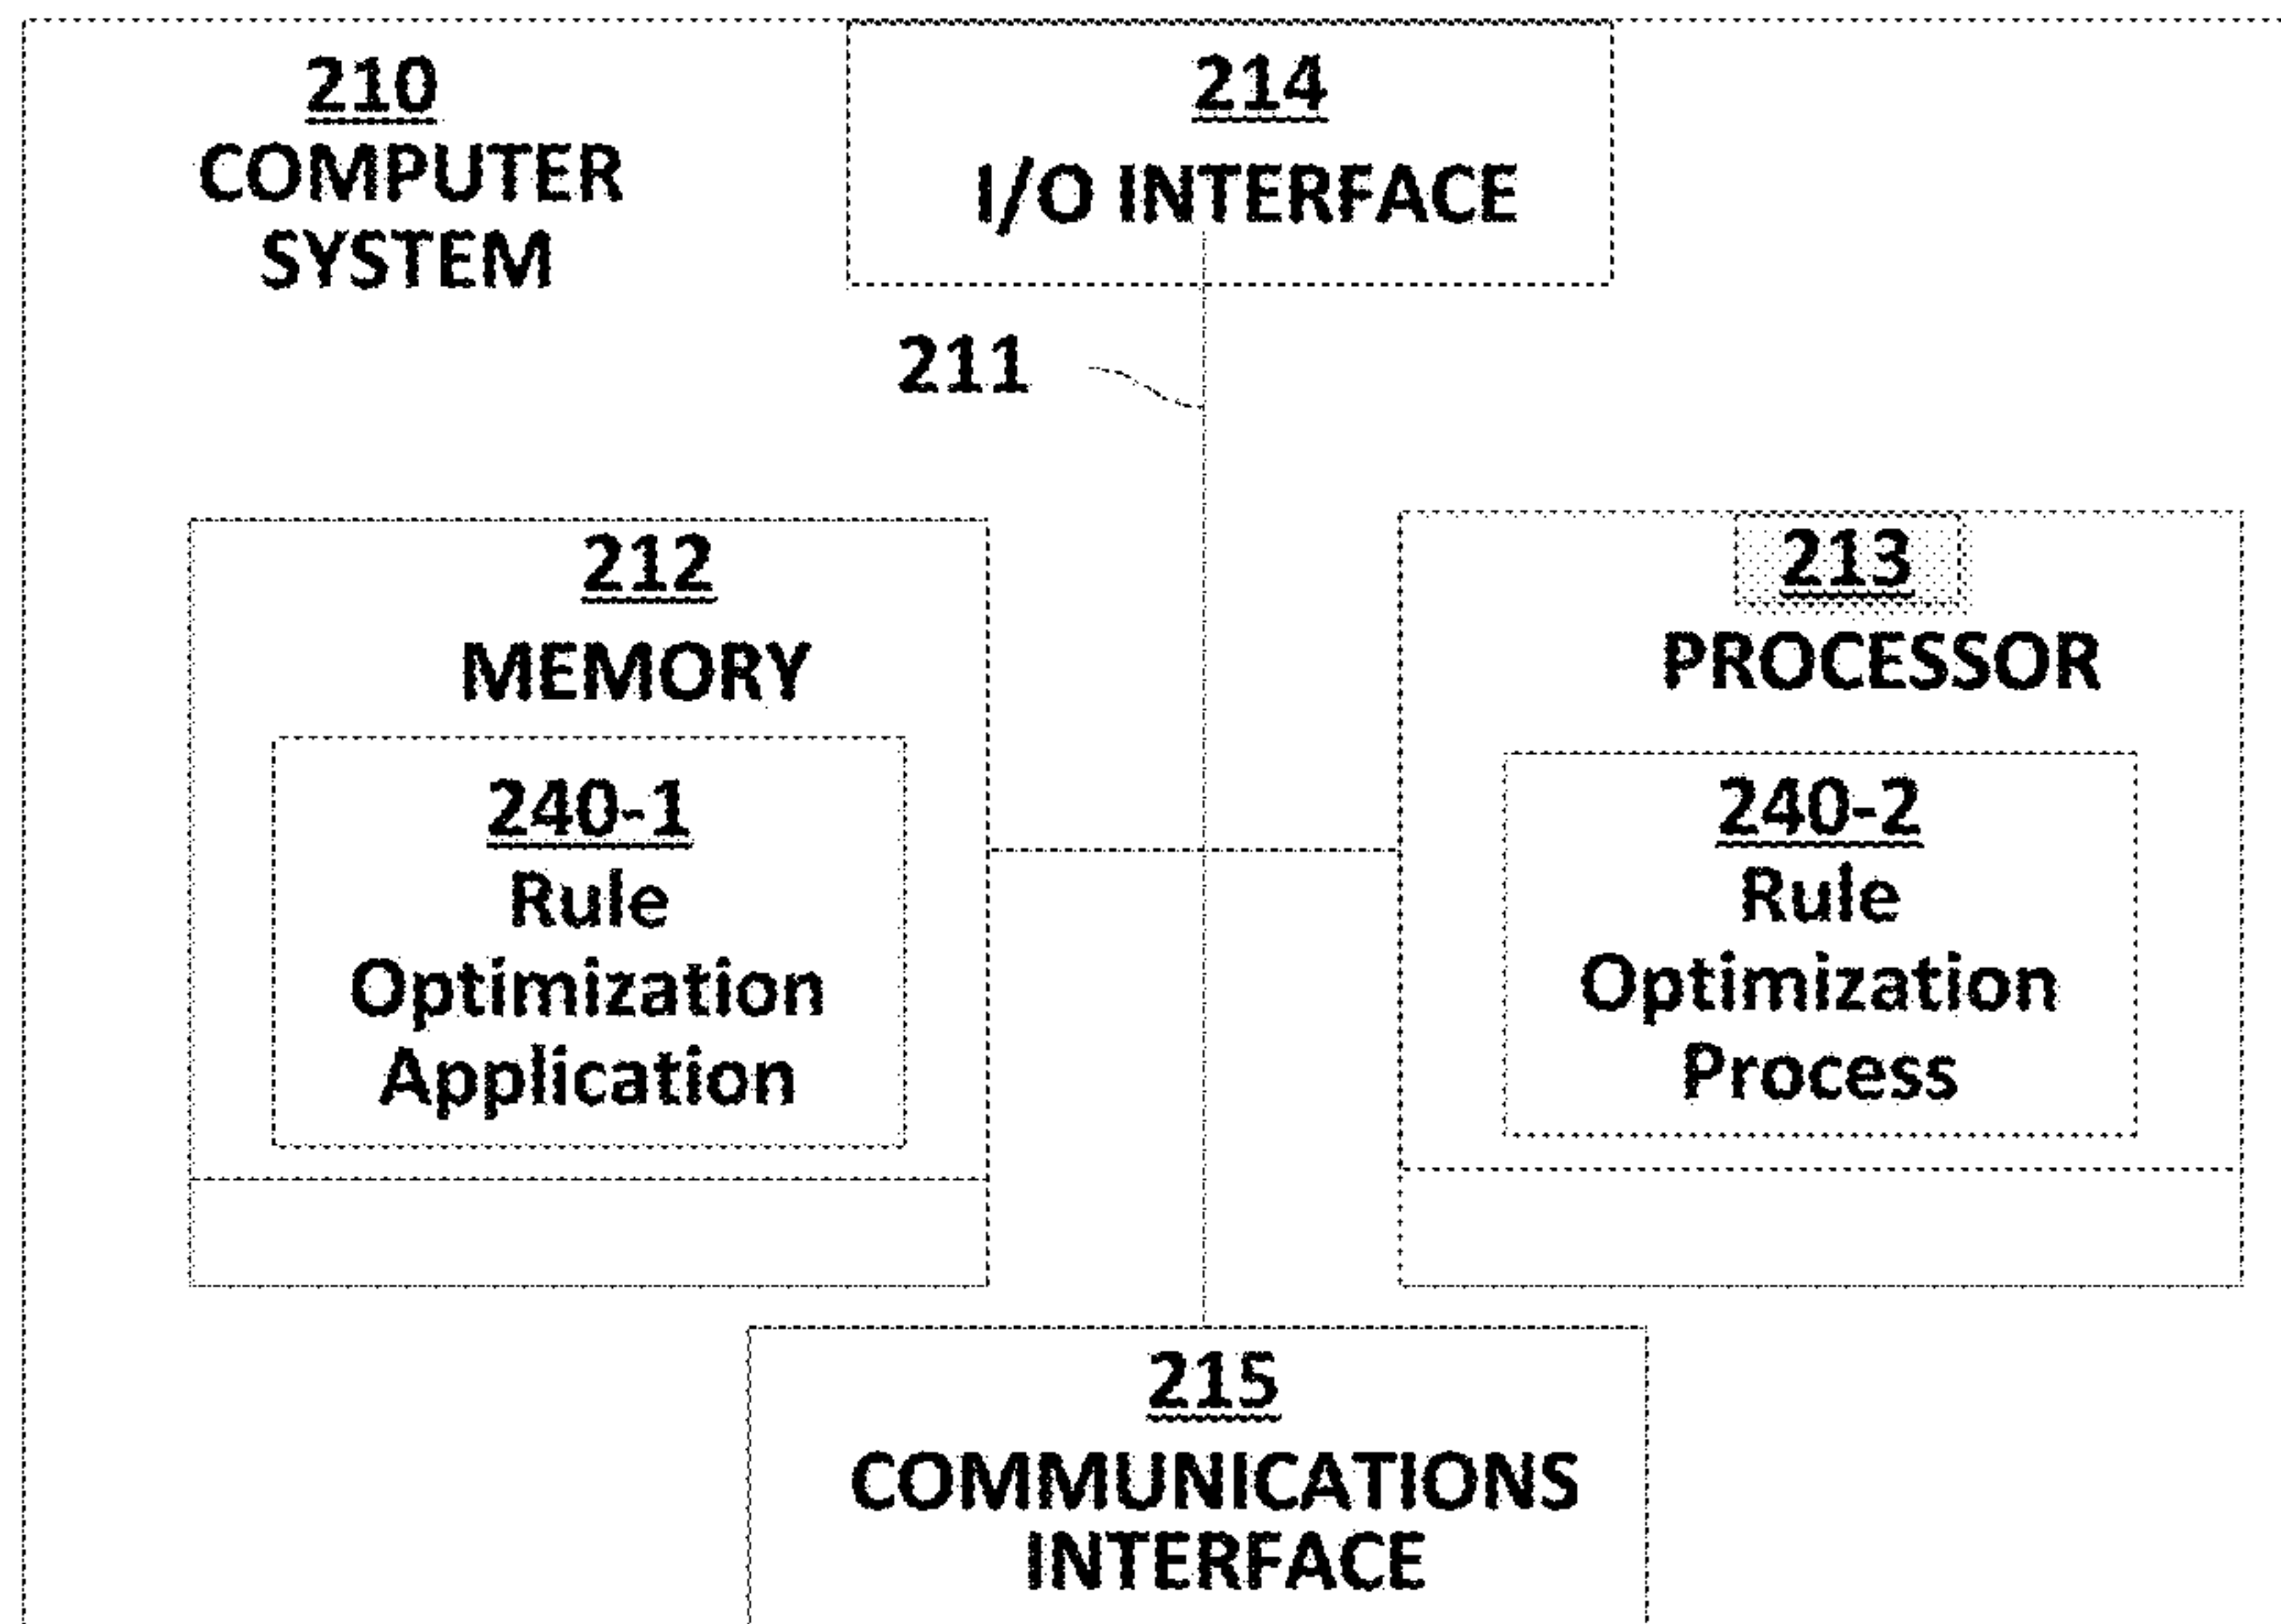 210
COMPUTER
SYSTEM
214
I/O INTERFACE
211
212
MEMORY
240-1
Rule
Optimization
Application
213
PROCESSOR
240-2
Rule
Optimization
Process
215
COMMUNICATIONS
INTERFACE